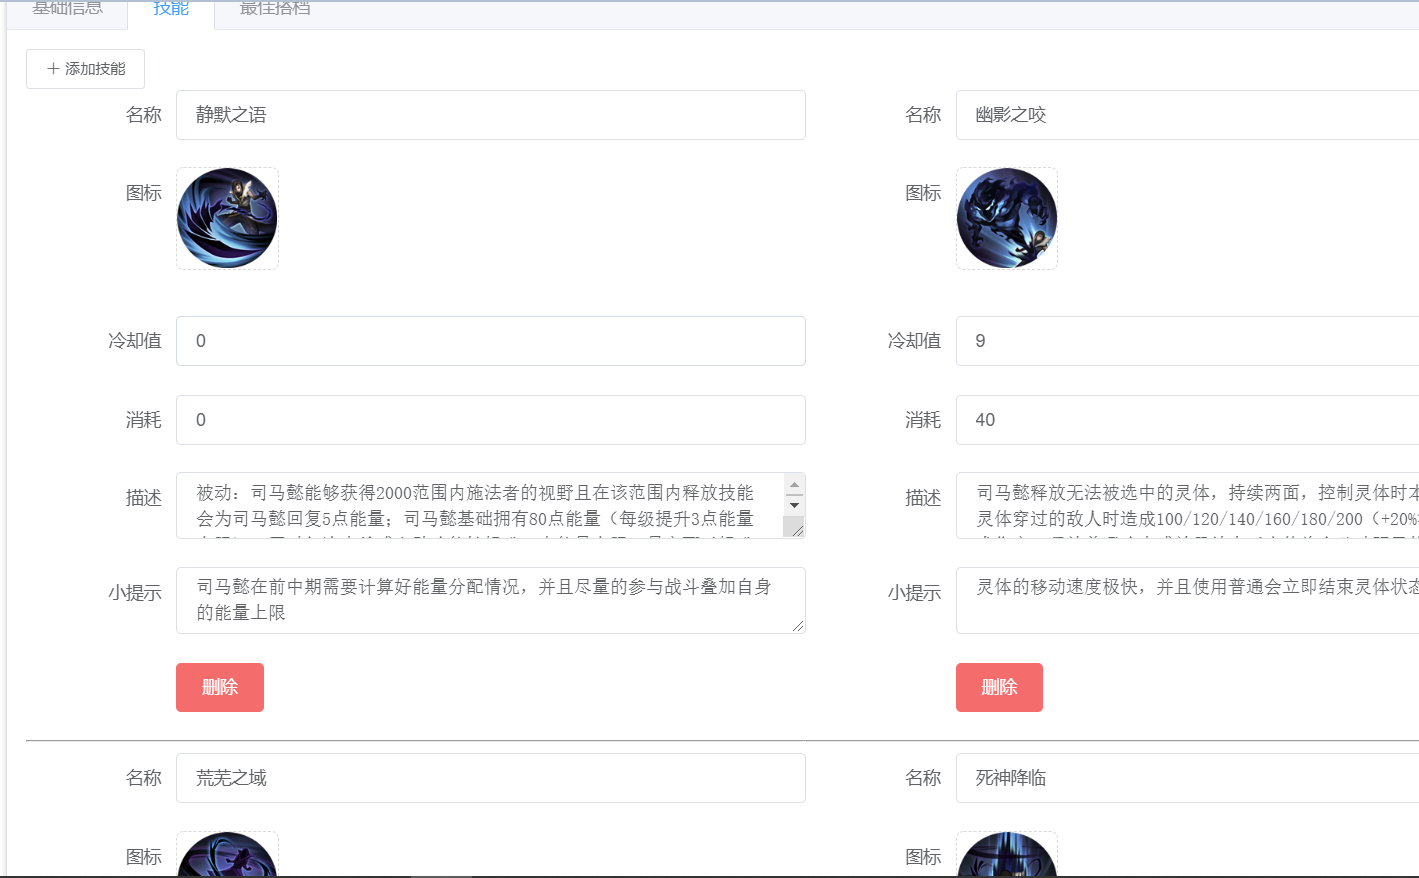 基础信息 技能 最佳搭档
+ 添加技能
名称 静默之语 名称 幽影之咬
图标 图标
冷却值 0 冷却值 9
消耗 0 消耗 40
描述 被动：司马懿能够获得2000范围内施法者的视野且在该范围内释放技能 描述 司马懿释放无法被选中的灵体，持续两面，控制灵体时本
会为司马懿回复5点能量；司马懿基础拥有80点能量（每级提升3点能量 灵体穿过的敌人时造成100/120/140/160/180/200（+20%
小提示 司马懿在前中期需要计算好能量分配情况，并且尽量的参与战斗叠加自身 小提示 灵体的移动速度极快，并且使用普通会立即结束灵体状态
的能量上限
删除 删除
名称 荒芜之域 名称 死神降临
图标 图标